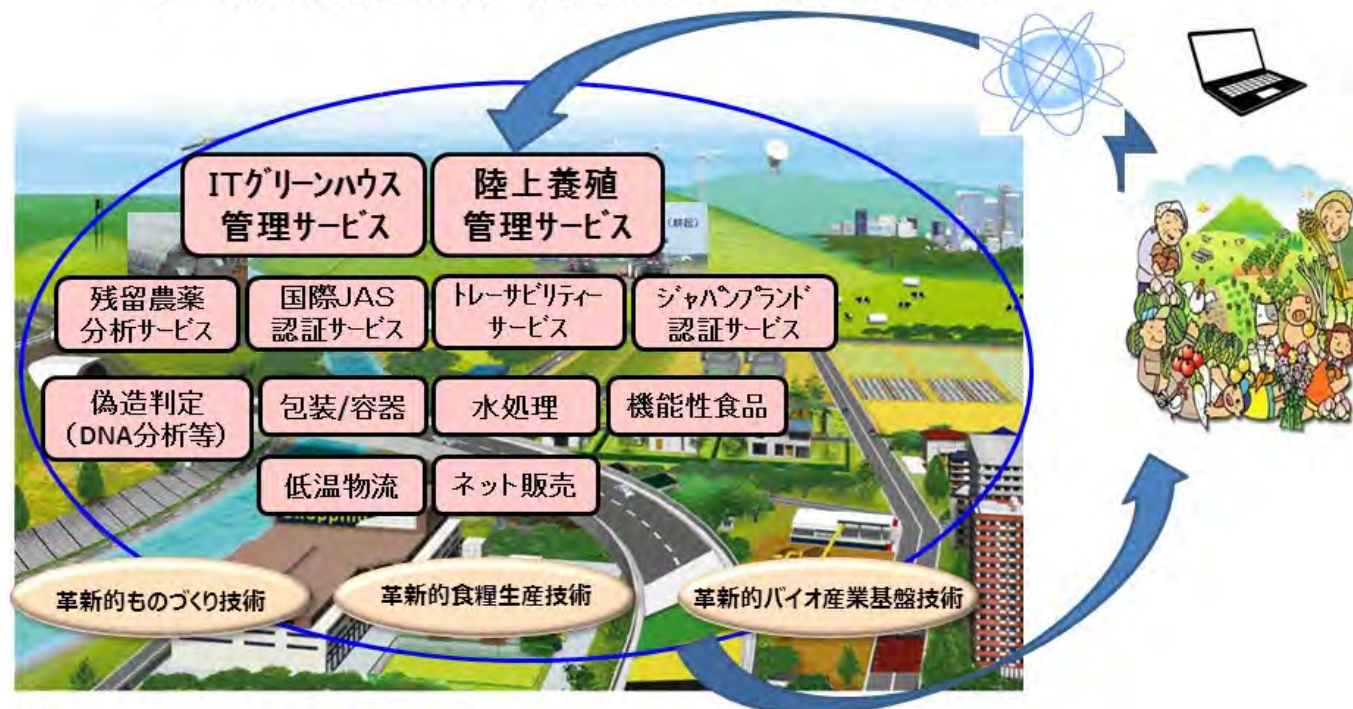 ITグリーンハウス
管理サービス
陸上養殖
管理サービス
残留農薬
分析サービス
国際JAS
認証サービス
トレーサビリティー
サービス
ジャパンブランド
認証サービス
偽造判定
(DNA分析等)
包装/容器
水処理
機能性食品
低温物流
ネット販売
革新的ものづくり技術
革新的食糧生産技術
革新的バイオ産業基盤技術